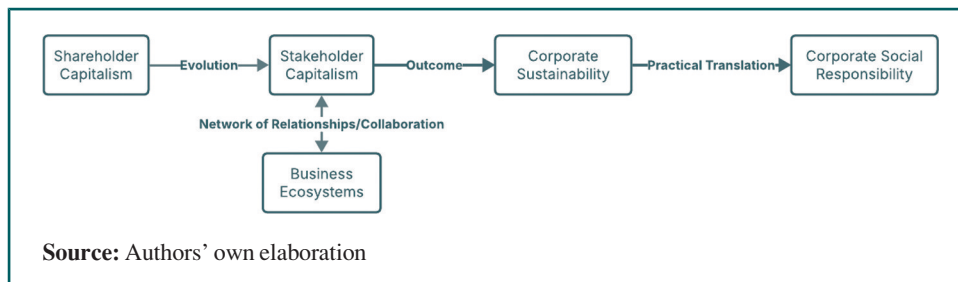 Shareholder
Capitalism
Evolution
Stakeholder
Capitalism
Outcome
Corporate
Sustainability
Practical Translation
Corporate Social
Responsibility
Network of Relationships/Collaboration
Business
Ecosystems
Source: Authors’ own elaboration